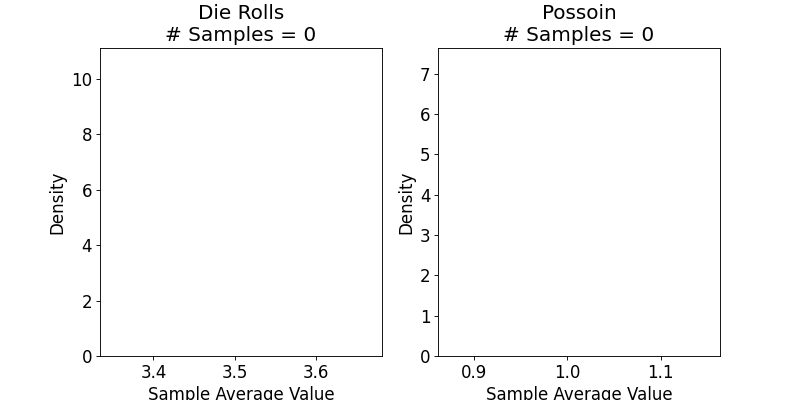 Die Rolls
# Samples = 0
Density
10
8
6
4
2
0
3.4 3.5 3.6
Sample Average Value
Possoin
# Samples = 0
Density
7
6
5
4
3
2
1
0
0.9 1.0 1.1
Sample Average Value